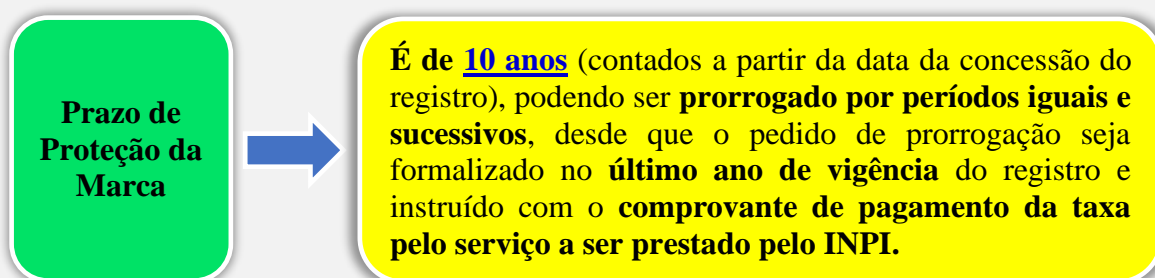 Prazo de
Proteção da
Marca
É de 10 anos (contados a partir da data da concessão do
registro), podendo ser prorrogado por períodos iguais e
sucessivos, desde que o pedido de prorrogação seja
formalizado no último ano de vigência do registro e
instruído com o comprovante de pagamento da taxa
pelo serviço a ser prestado pelo INPI.